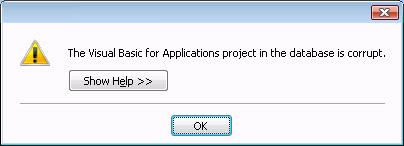 The Visual Basic for Applications project in the database is corrupt.
Show Help >>
OK